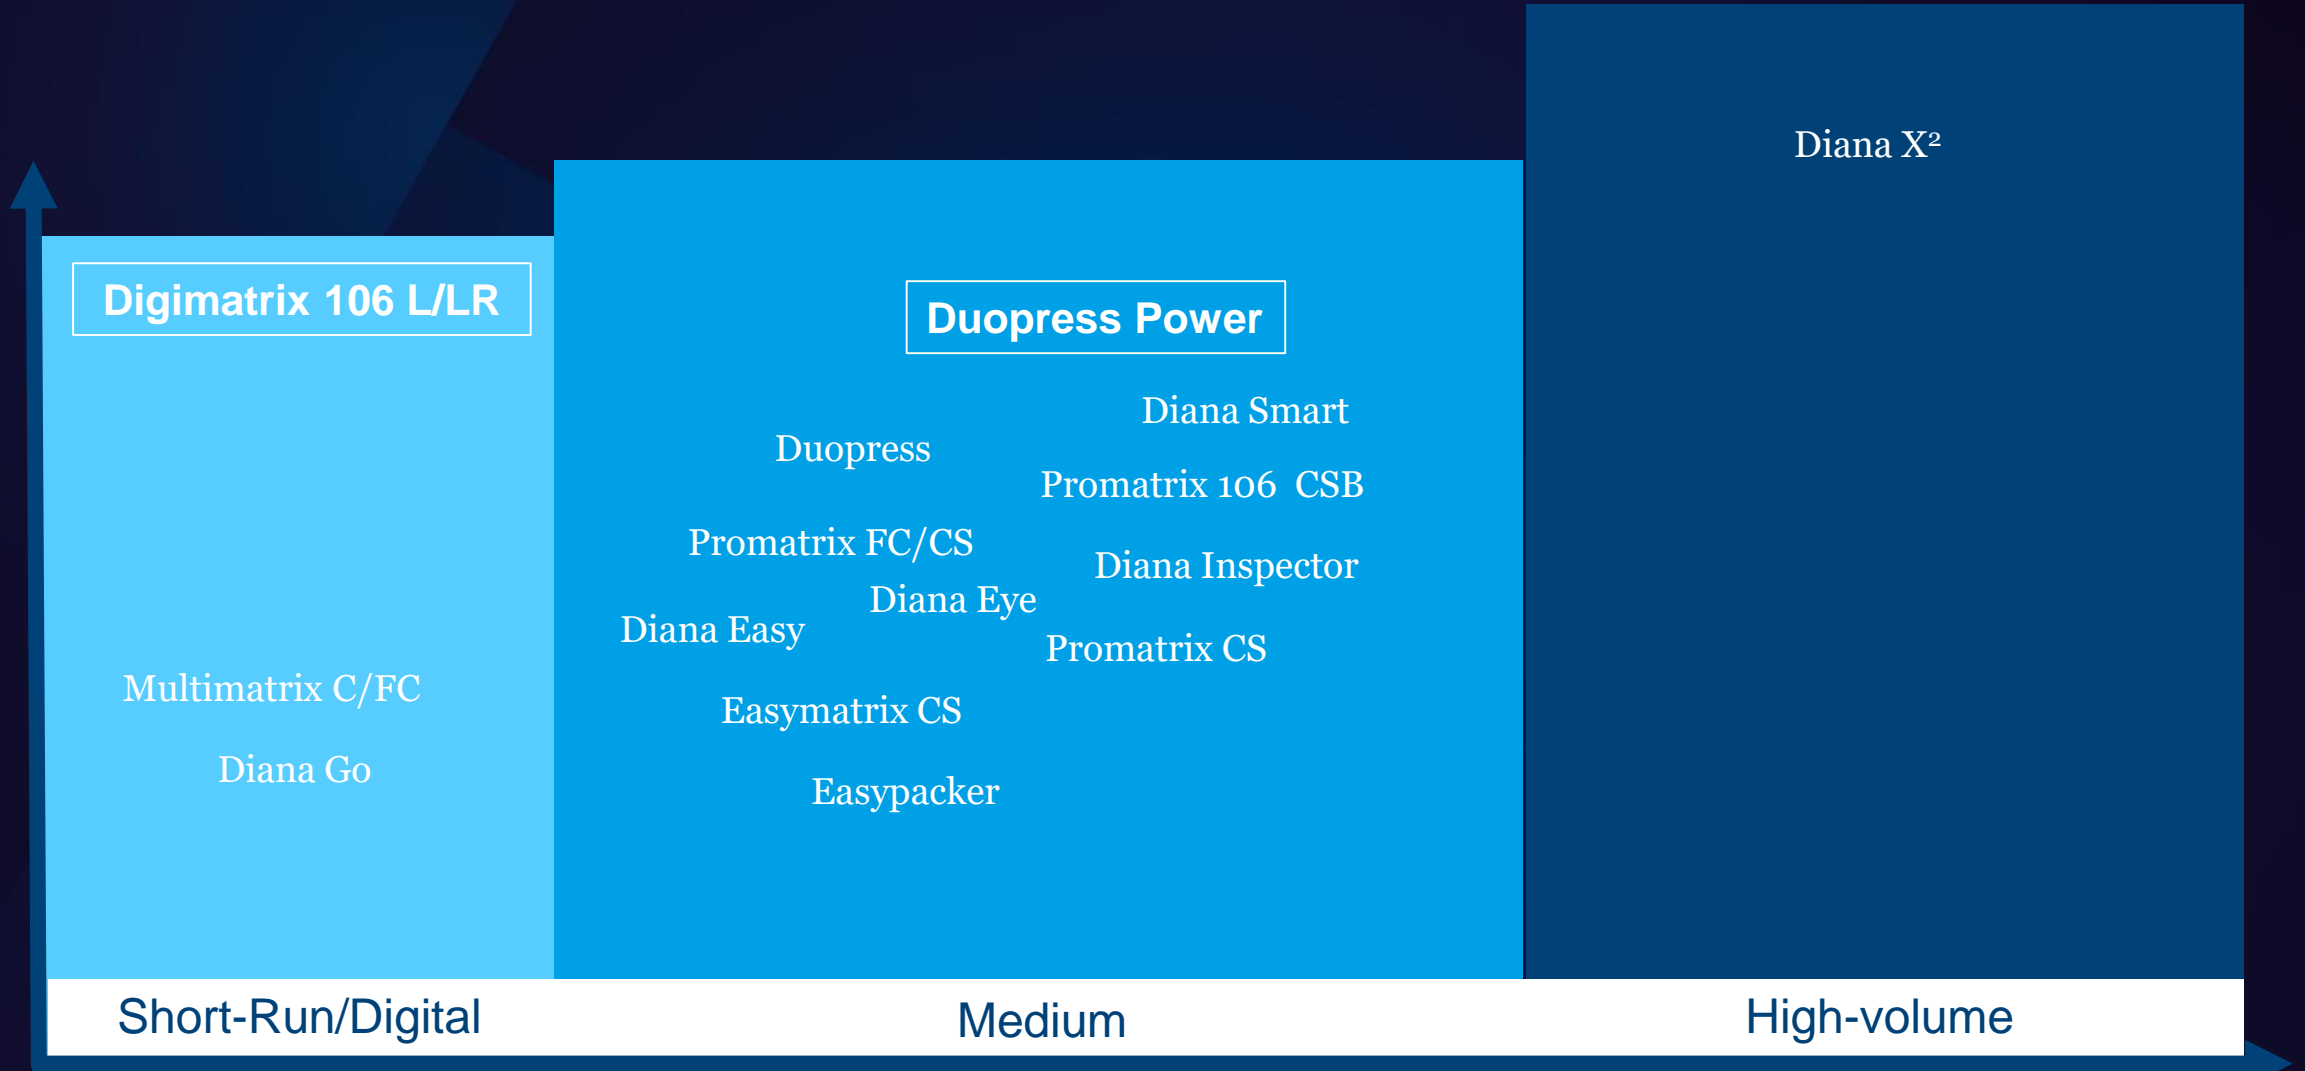 Diana X²
Digimatrix 106 L/LR
Duopress Power
Diana Smart
Duopress
Promatrix 106 CSB
Promatrix FC/CS
Diana Inspector
Diana Eye
Diana Easy
Promatrix CS
Multimatrix C/FC
Easymatrix CS
Diana Go
Easypacker
Short-Run/Digital
Medium
High-volume